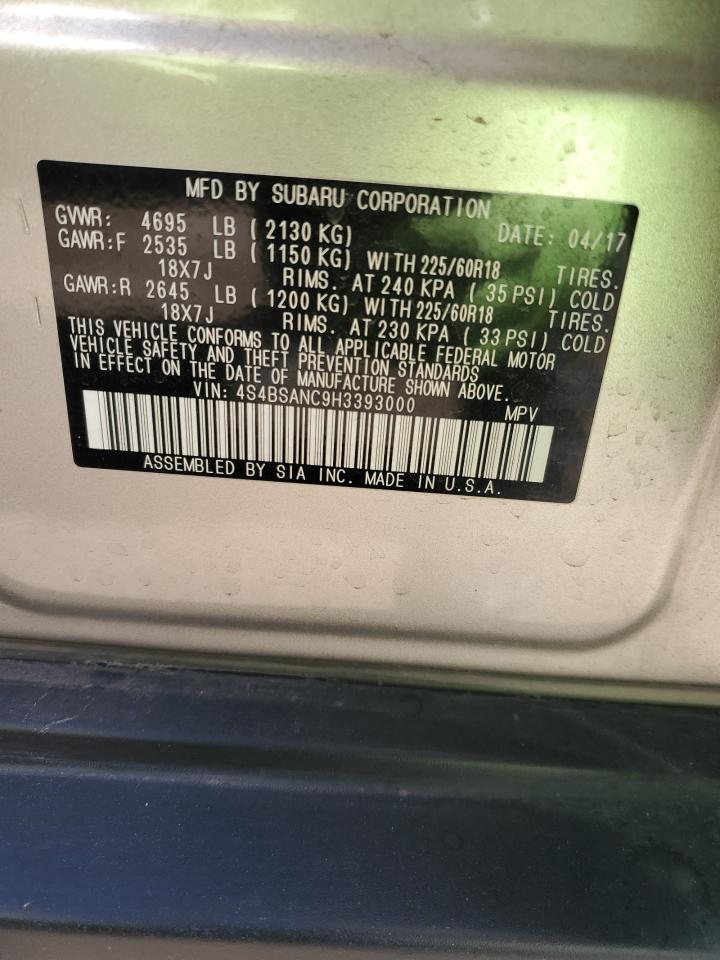 MFD BY SUBARU CORPORATION
GVWR: 4695 LB ( 2130 KG) DATE: 04/17
GAWR:F 2535 LB ( 1150 KG) WITH 225/60R18 TIRES.
18X7J RIMS. AT 240 KPA ( 35 PSI) COLD
GAWR:R 2645 LB ( 1200 KG) WITH 225/60R18 TIRES.
18X7J RIMS. AT 230 KPA ( 33 PSI) COLD
THIS VEHICLE CONFORMS TO ALL APPLICABLE FEDERAL MOTOR
VEHICLE SAFETY AND THEFT PREVENTION STANDARDS
IN EFFECT ON THE DATE OF MANUFACTURE SHOWN ABOVE.
VIN: 4S4BSANC9H3393000 MPV
ASSEMBLED BY SIA INC. MADE IN U.S.A.